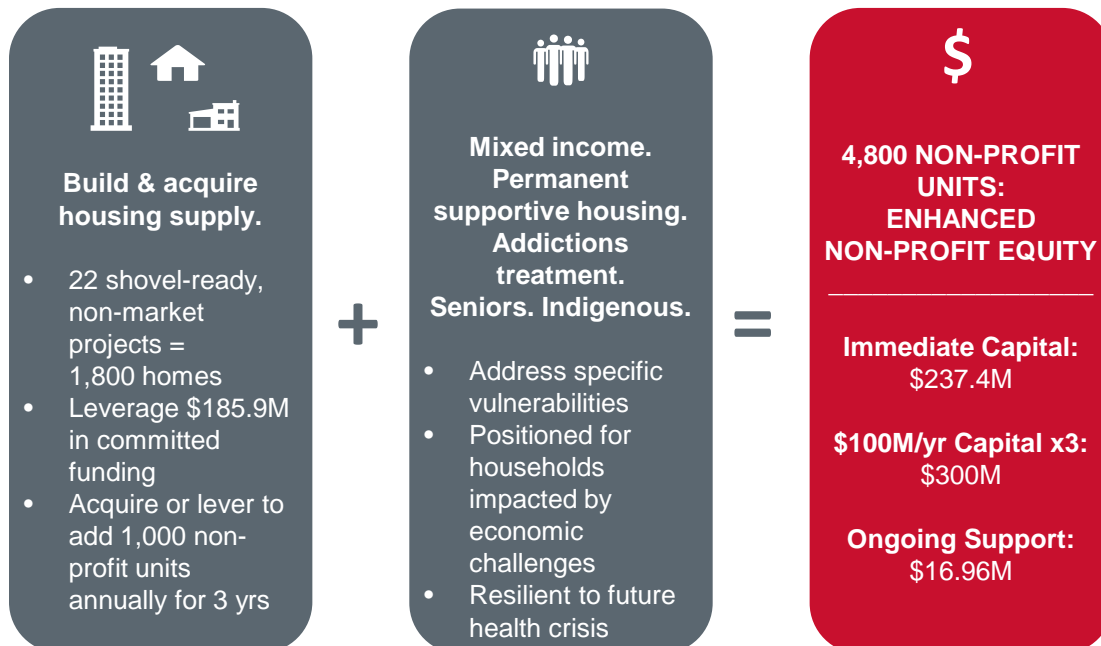 Build & acquire
housing supply.
• 22 shovel-ready,
non-market
projects =
1,800 homes
• Leverage $185.9M
in committed
funding
• Acquire or lever to
add 1,000 non-
profit units
annually for 3 yrs
+
Mixed income.
Permanent
supportive housing.
Addictions
treatment.
Seniors. Indigenous.
• Address specific
vulnerabilities
• Positioned for
households
impacted by
economic
challenges
• Resilient to future
health crisis
=
$
4,800 NON-PROFIT
UNITS:
ENHANCED
NON-PROFIT EQUITY
Immediate Capital:
$237.4M
$100M/yr Capital x3:
$300M
Ongoing Support:
$16.96M